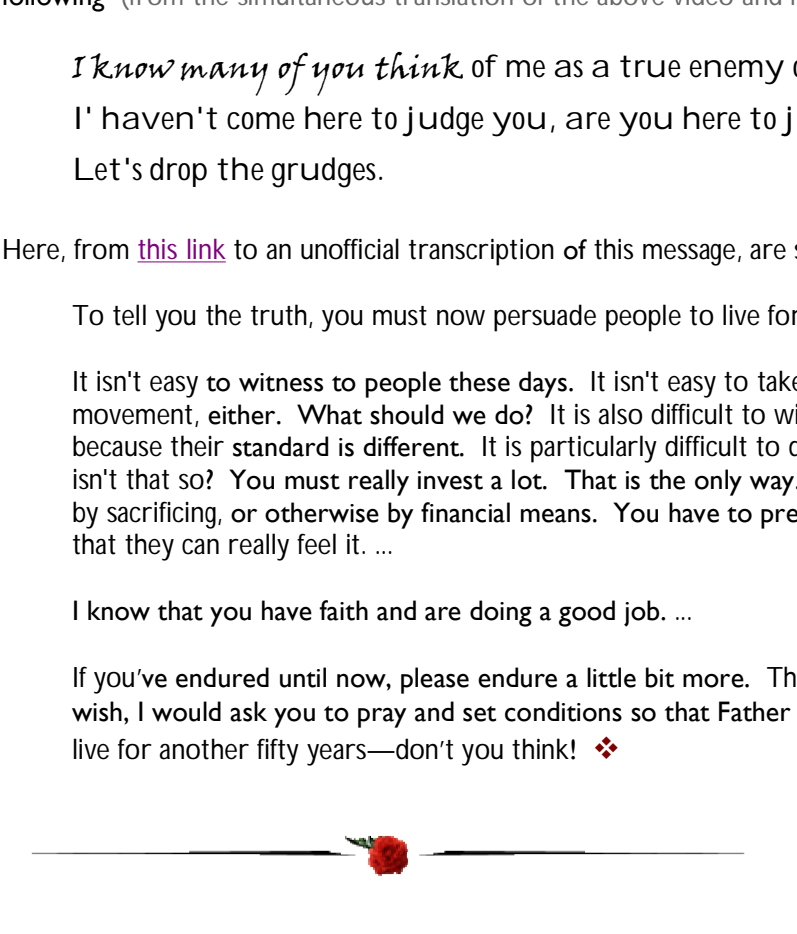 following (from the simultaneous translation of the above video and
I know many of you think of me as a true enemy
I' haven't come here to judge you, are you here to j
Let's drop the grudges.
Here, from this link to an unofficial transcription of this message, are s
To tell you the truth, you must now persuade people to live for
It isn't easy to witness to people these days. It isn't easy to take
movement, either. What should we do? It is also difficult to wi
because their standard is different. It is particularly difficult to
isn't that so? You must really invest a lot. That is the only way.
by sacrificing, or otherwise by financial means. You have to pre
that they can really feel it. ...
I know that you have faith and are doing a good job. ...
If you've endured until now, please endure a little bit more. Th
wish, I would ask you to pray and set conditions so that Father
live for another fifty years—don't you think! ❖